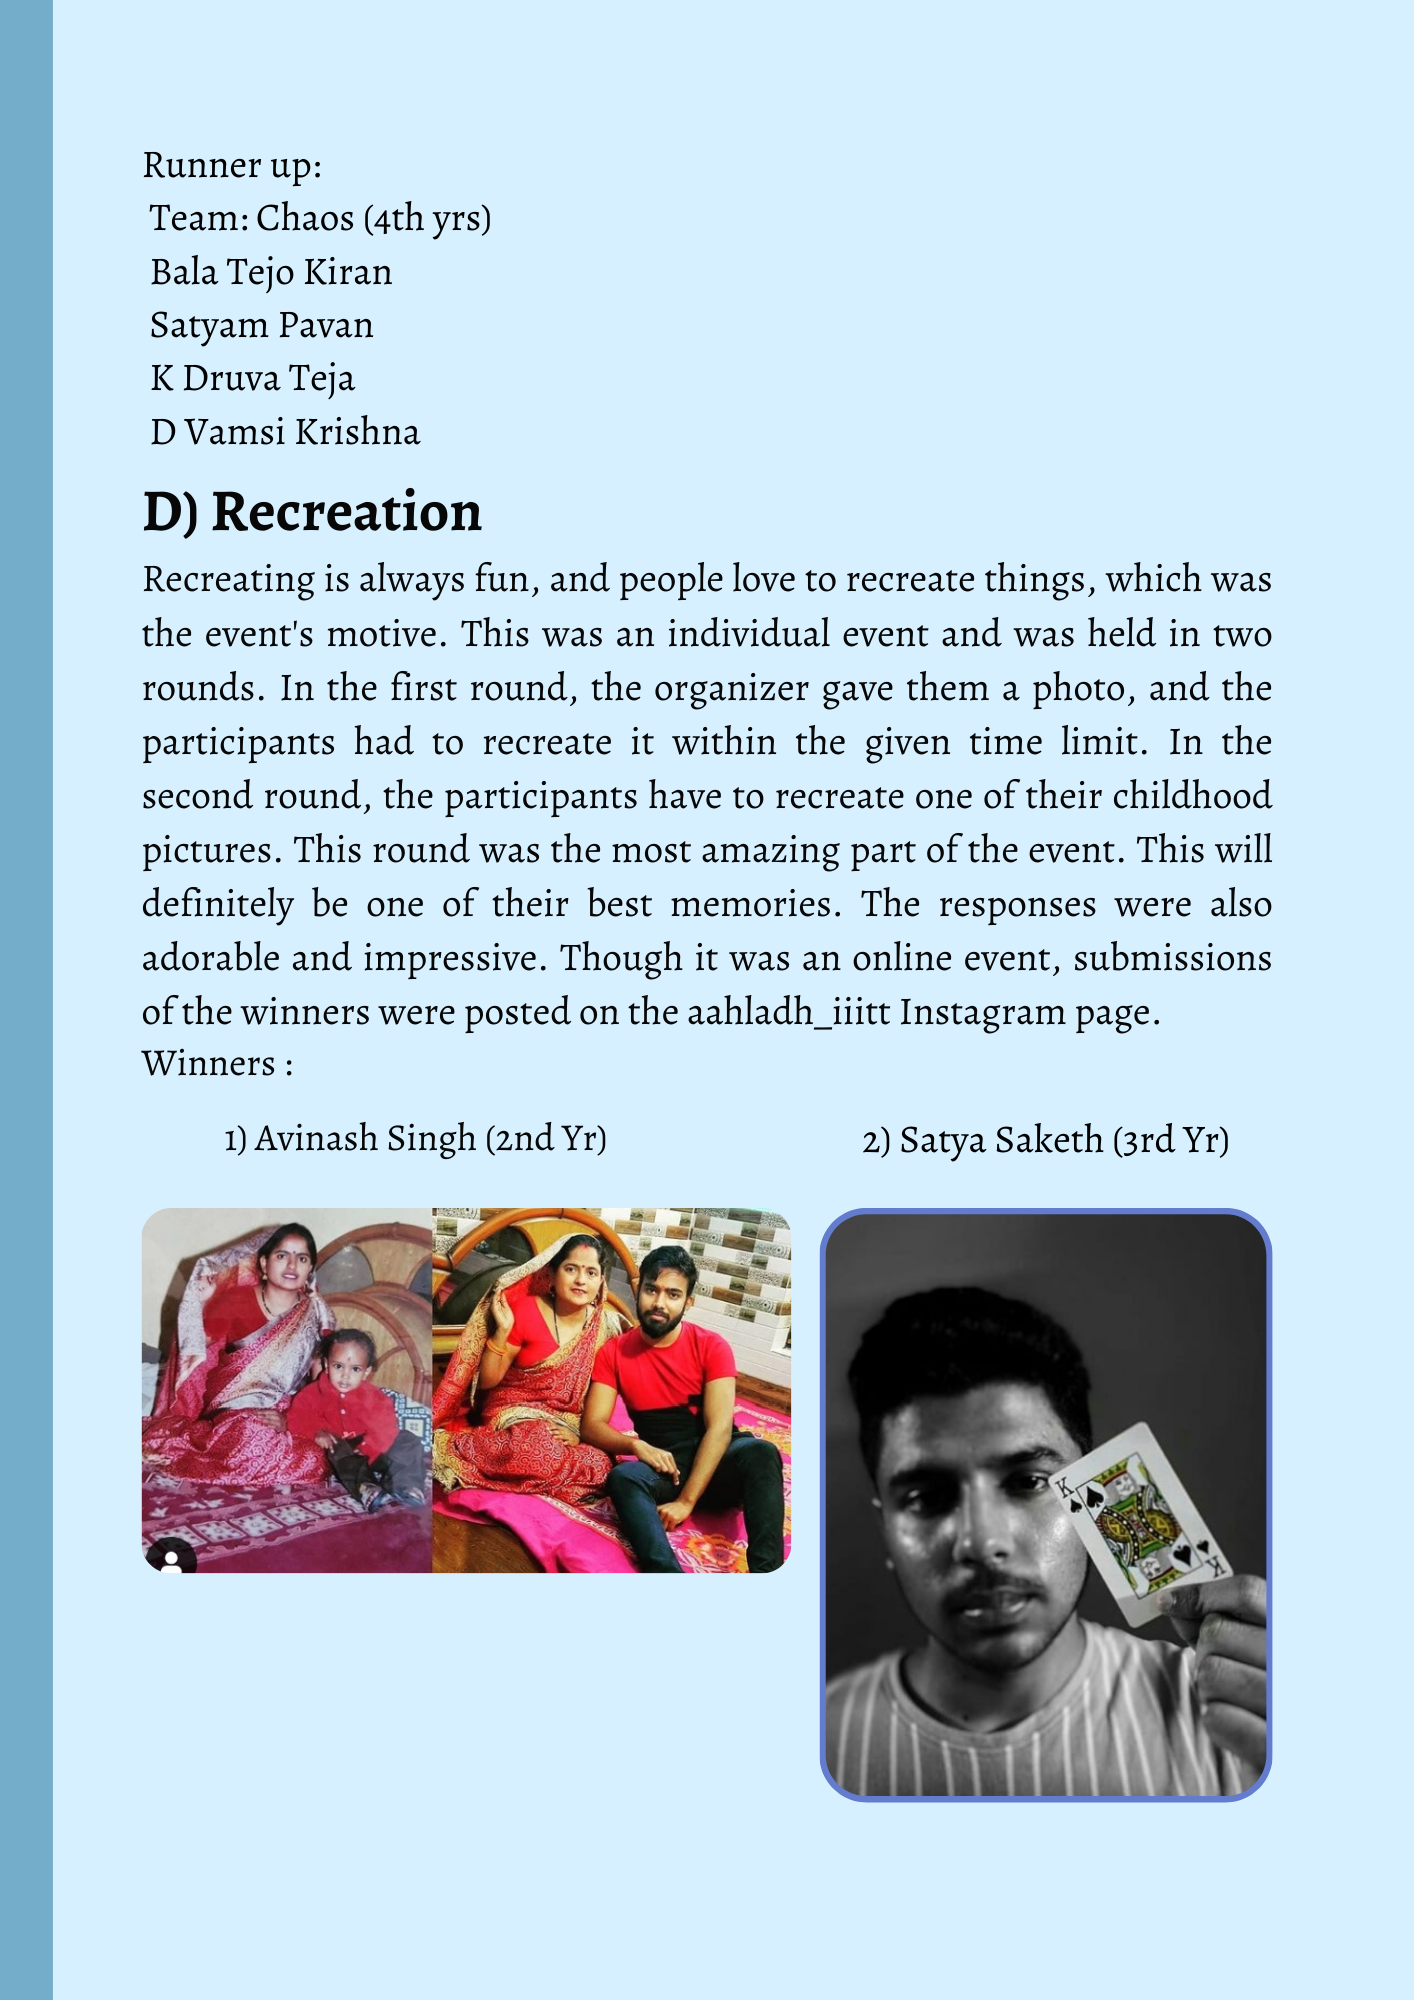 Runner up:
Team: Chaos (4th yrs)
Bala Tejo Kiran
Satyam Pavan
K Druva Teja
D Vamsi Krishna
D) Recreation
Recreating is always fun, and people love to recreate things, which was
the event's motive. This was an individual event and was held in two
rounds. In the first round, the organizer gave them a photo, and the
participants had to recreate it within the given time limit. In the
second round, the participants have to recreate one of their childhood
pictures. This round was the most amazing part of the event. This will
definitely be one of their best memories. The responses were also
adorable and impressive. Though it was an online event, submissions
of the winners were posted on the aahladh_iiitt Instagram page.
Winners :
1) Avinash Singh (2nd Yr)
2) Satya Saketh (3rd Yr)
K
K